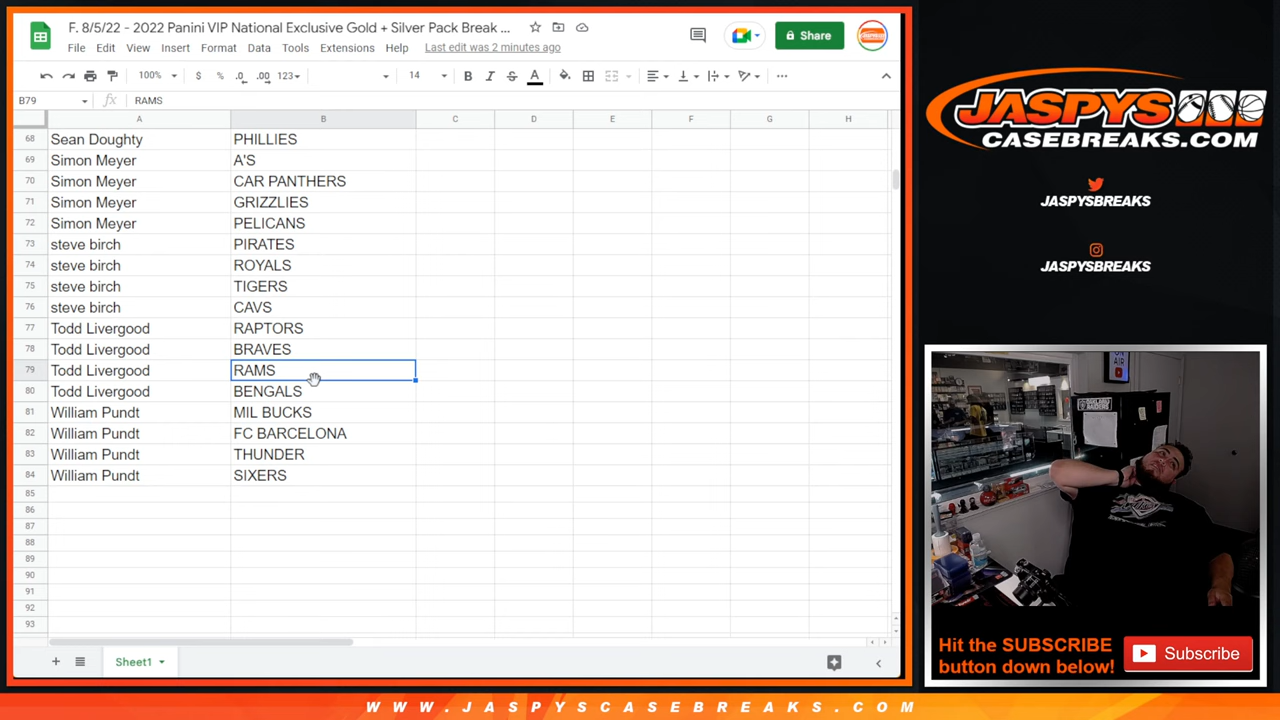 F. 8/5/22 - 2022 Panini VIP National Exclusive Gold + Silver Pack Break ...
File Edit View Insert Format Data Tools Extensions Help Last edit was 2 minutes ago
Share
100% $ % .0 .00 123 14 B I S A
B79 fx RAMS
A B C D E F G H
68 Sean Doughty PHILLIES
69 Simon Meyer A'S
70 Simon Meyer CAR PANTHERS
71 Simon Meyer GRIZZLIES
72 Simon Meyer PELICANS
73 steve birch PIRATES
74 steve birch ROYALS
75 steve birch TIGERS
76 steve birch CAVS
77 Todd Livergood RAPTORS
78 Todd Livergood BRAVES
79 Todd Livergood RAMS
80 Todd Livergood BENGALS
81 William Pundt MIL BUCKS
82 William Pundt FC BARCELONA
83 William Pundt THUNDER
84 William Pundt SIXERS
85
86
87
88
89
90
91
92
93
Sheet1
JASPYS
CASEBREAKS.COM
JASPYSBREAKS
JASPYSBREAKS
ON AIR
Hit the SUBSCRIBE
button down below!
Subscribe
WWW.JASPYSCASEBREAKS.COM